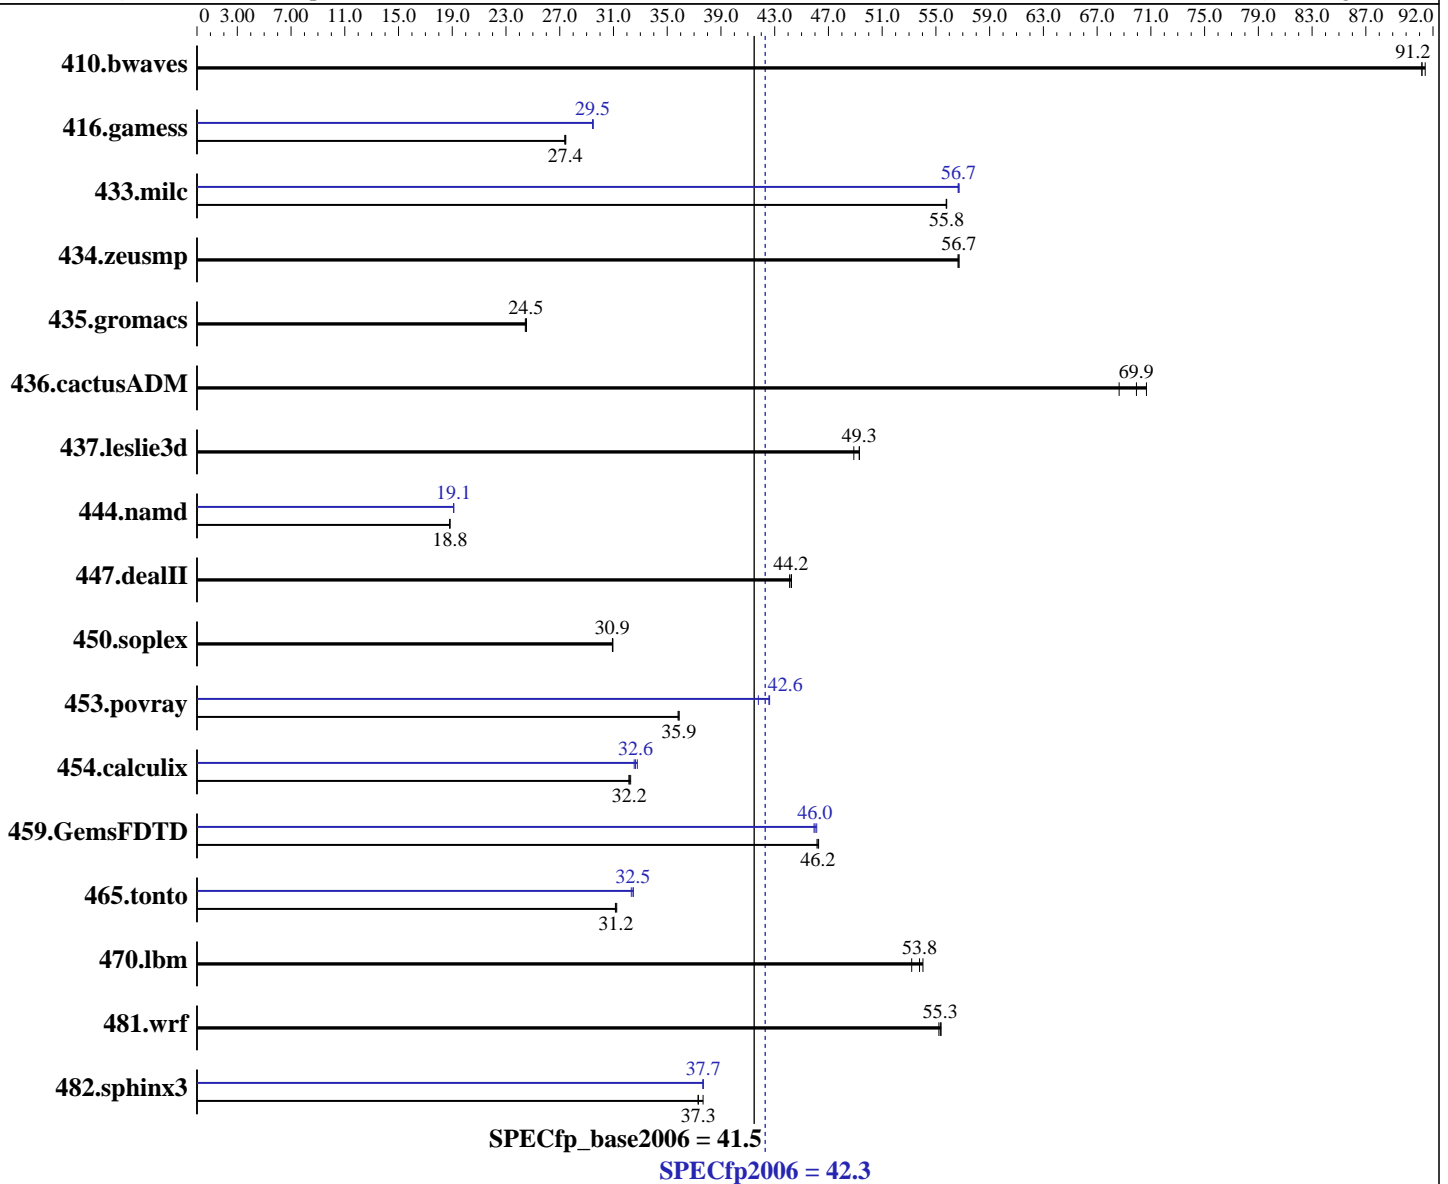 0 3.00 7.00 11.0 15.0 19.0 23.0 27.0 31.0 35.0 39.0 43.0 47.0 51.0 55.0 59.0 63.0 67.0 71.0 75.0 79.0 83.0 87.0 92.0
410.bwaves 91.2
29.5
416.gamess
27.4
56.7
433.milc
55.8
434.zeusmp 56.7
435.gromacs 24.5
436.cactusADM 69.9
437.leslie3d 49.3
19.1
444.namd
18.8
447.dealII 44.2
450.soplex 30.9
42.6
453.povray
35.9
32.6
454.calculix
32.2
46.0
459.GemsFDTD
46.2
32.5
465.tonto
31.2
470.lbm 53.8
481.wrf 55.3
37.7
482.sphinx3
37.3
SPECfp_base2006 = 41.5
SPECfp2006 = 42.3